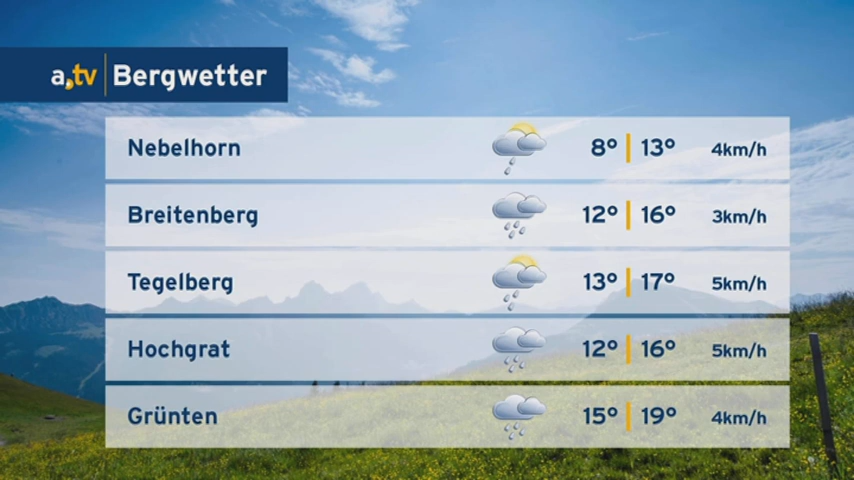 a.tv Bergwetter
Nebelhorn 8° 13° 4km/h
Breitenberg 12° 16° 3km/h
Tegelberg 13° 17° 5km/h
Hochgrat 12° 16° 5km/h
Grünten 15° 19° 4km/h